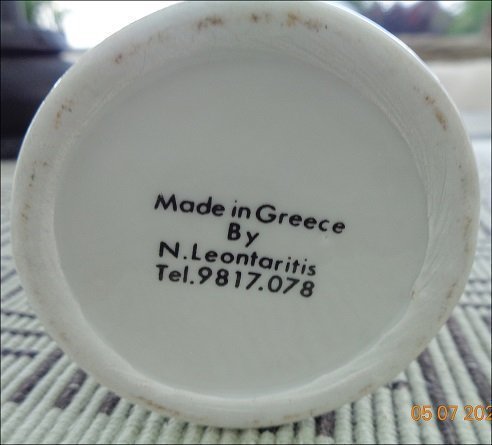 Made in Greece
By
N.Leontaritis
Tel.9817.078
05 07 202